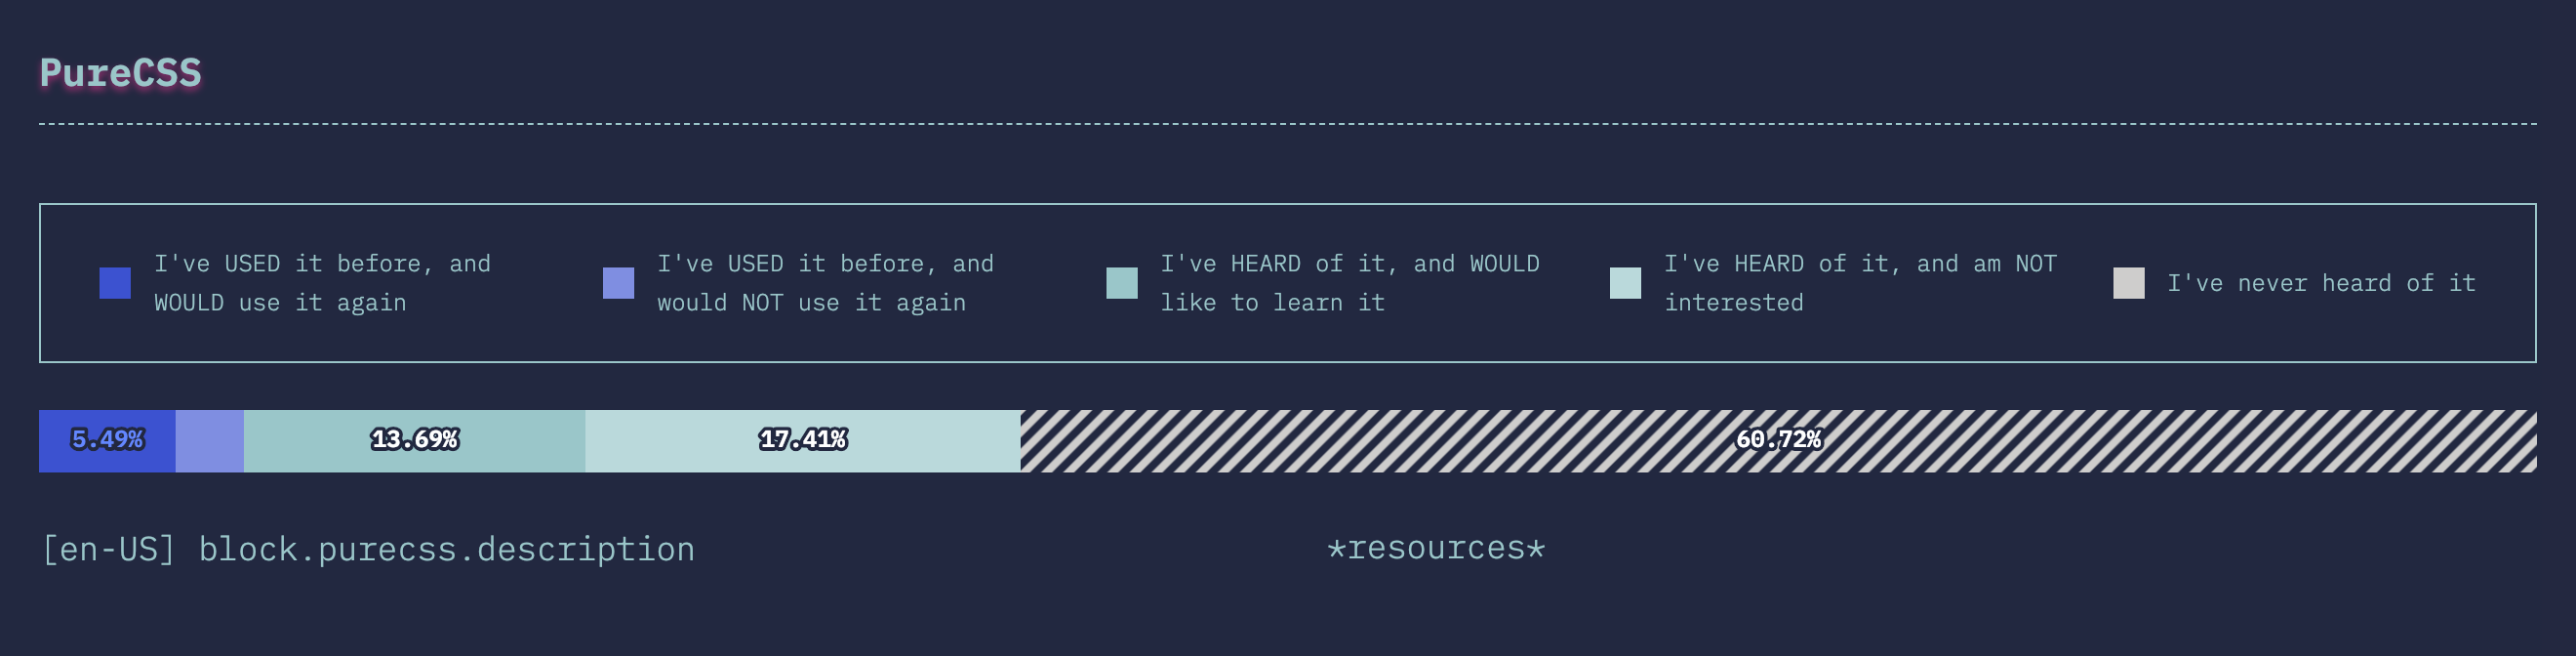 PureCSS
I've USED it before, and
WOULD use it again
I've USED it before, and
would NOT use it again
I've HEARD of it, and WOULD
like to learn it
I've HEARD of it, and am NOT
interested
I've never heard of it
5.49%
13.69%
17.41%
60.72%
[en-US] block.purecss.description
*resources*